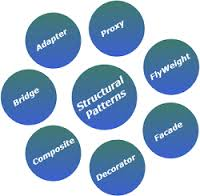 Adapter
Proxy
FlyWeight
Bridge
Structural
Patterns
Facade
Composite
Decorator